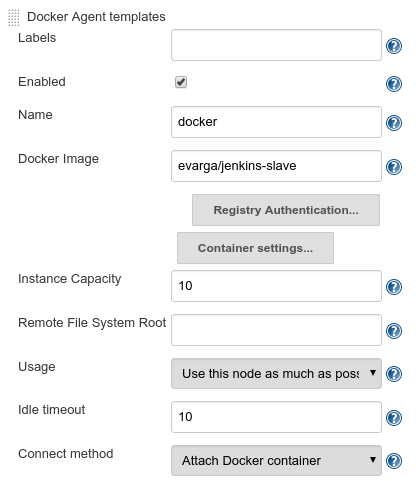 Docker Agent templates
Labels
Enabled
Name docker
Docker Image evarga/jenkins-slave
Registry Authentication...
Container settings...
Instance Capacity 10
Remote File System Root
Usage Use this node as much as poss
Idle timeout 10
Connect method Attach Docker container